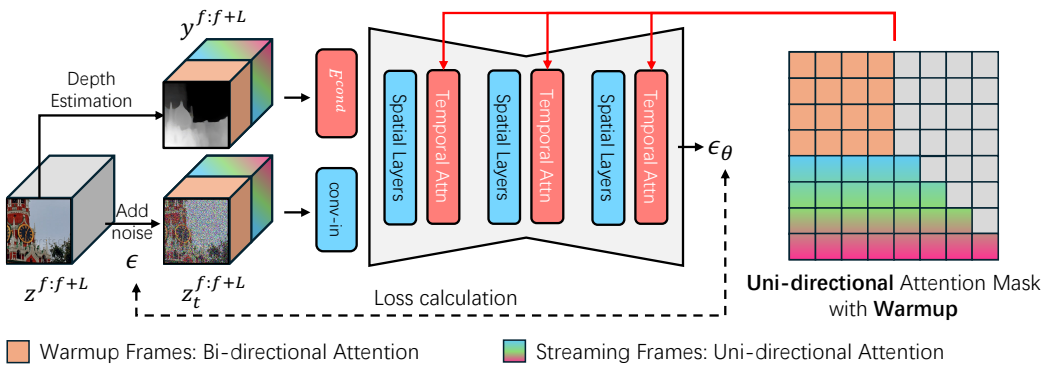 y^{f:f+L}
Depth
Estimation
E^{cond}
Spatial Layers
Temporal Attn
Spatial Layers
Temporal Attn
Spatial Layers
Temporal Attn
ϵ_θ
Add
noise
ϵ
conv-in
z^{f:f+L}
z_t^{f:f+L}
Loss calculation
Uni-directional Attention Mask
with Warmup
Warmup Frames: Bi-directional Attention
Streaming Frames: Uni-directional Attention